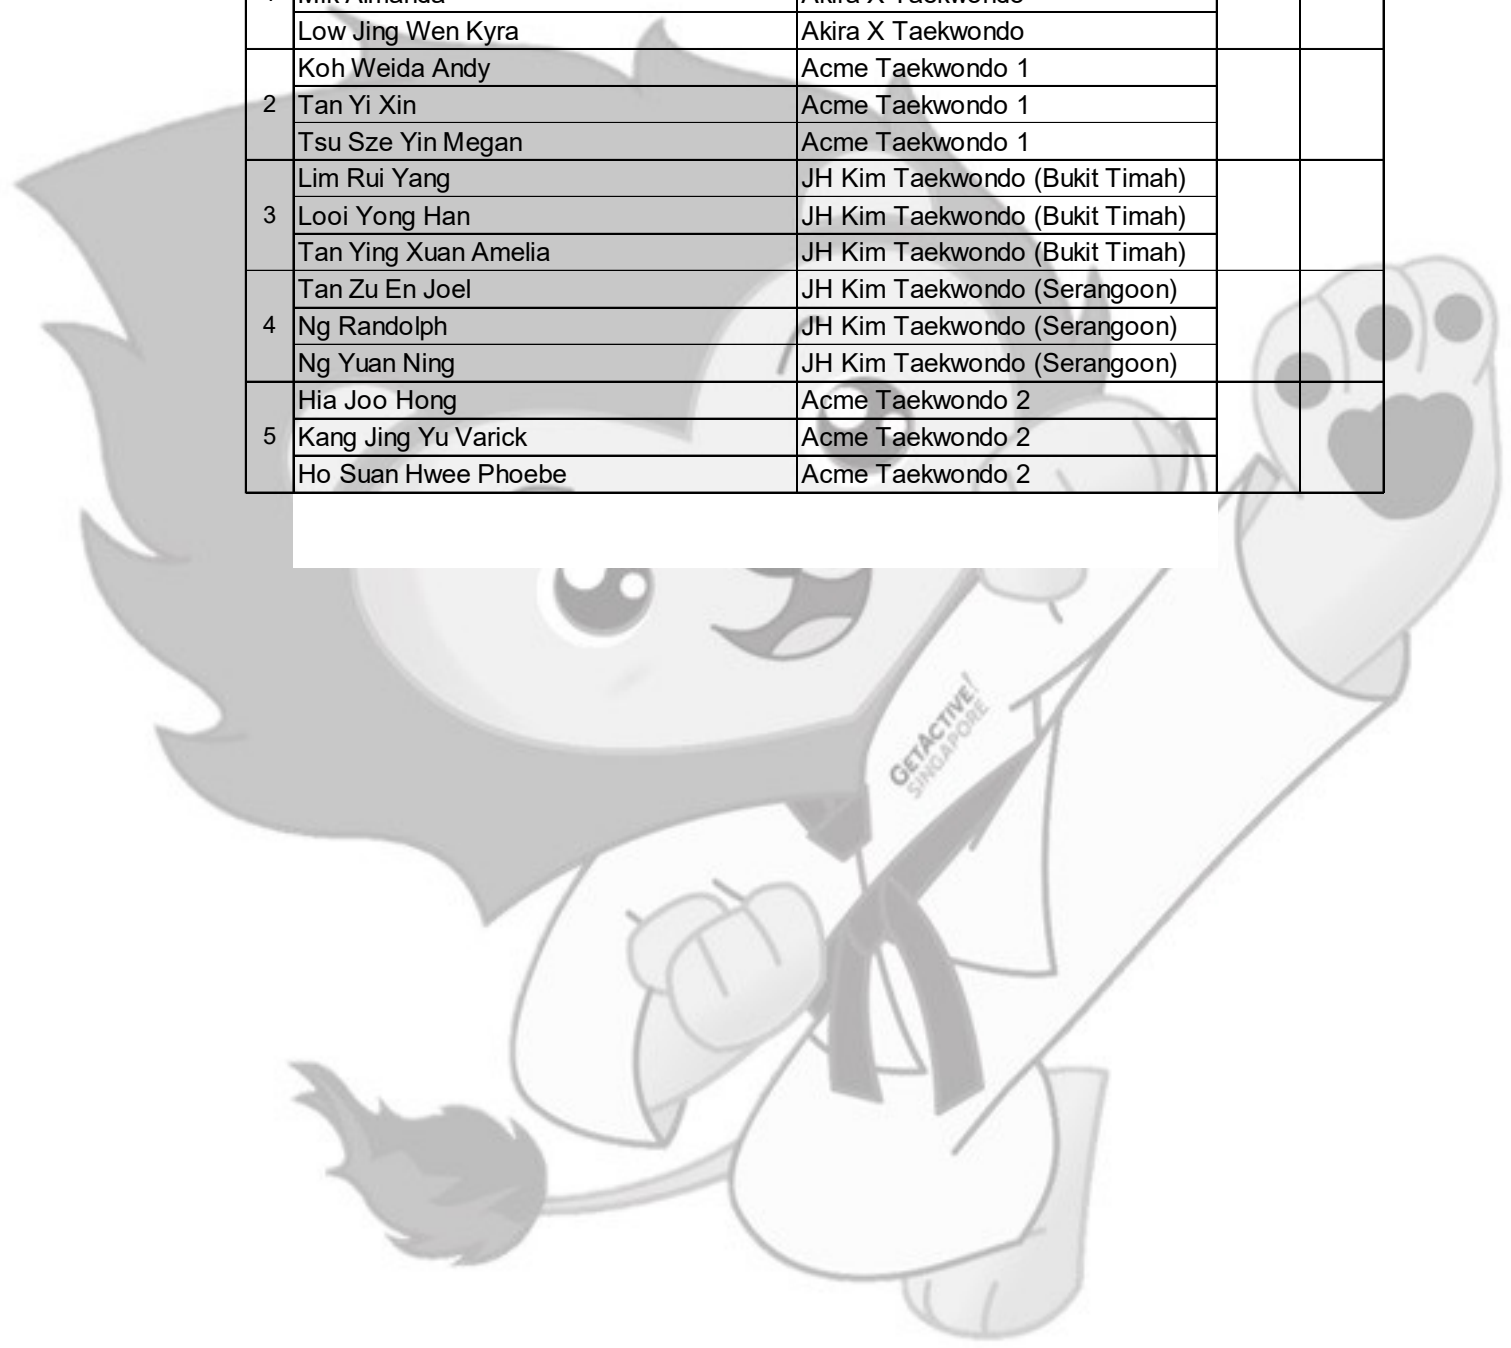 Low Jing Wen Kyra Akira X Taekwondo
Koh Weida Andy Acme Taekwondo 1
2 Tan Yi Xin Acme Taekwondo 1
Tsu Sze Yin Megan Acme Taekwondo 1
Lim Rui Yang JH Kim Taekwondo (Bukit Timah)
3 Looi Yong Han JH Kim Taekwondo (Bukit Timah)
Tan Ying Xuan Amelia JH Kim Taekwondo (Bukit Timah)
Tan Zu En Joel JH Kim Taekwondo (Serangoon)
4 Ng Randolph JH Kim Taekwondo (Serangoon)
Ng Yuan Ning JH Kim Taekwondo (Serangoon)
Hia Joo Hong Acme Taekwondo 2
5 Kang Jing Yu Varick Acme Taekwondo 2
Ho Suan Hwee Phoebe Acme Taekwondo 2
GETACTIVE!
SINGAPORE